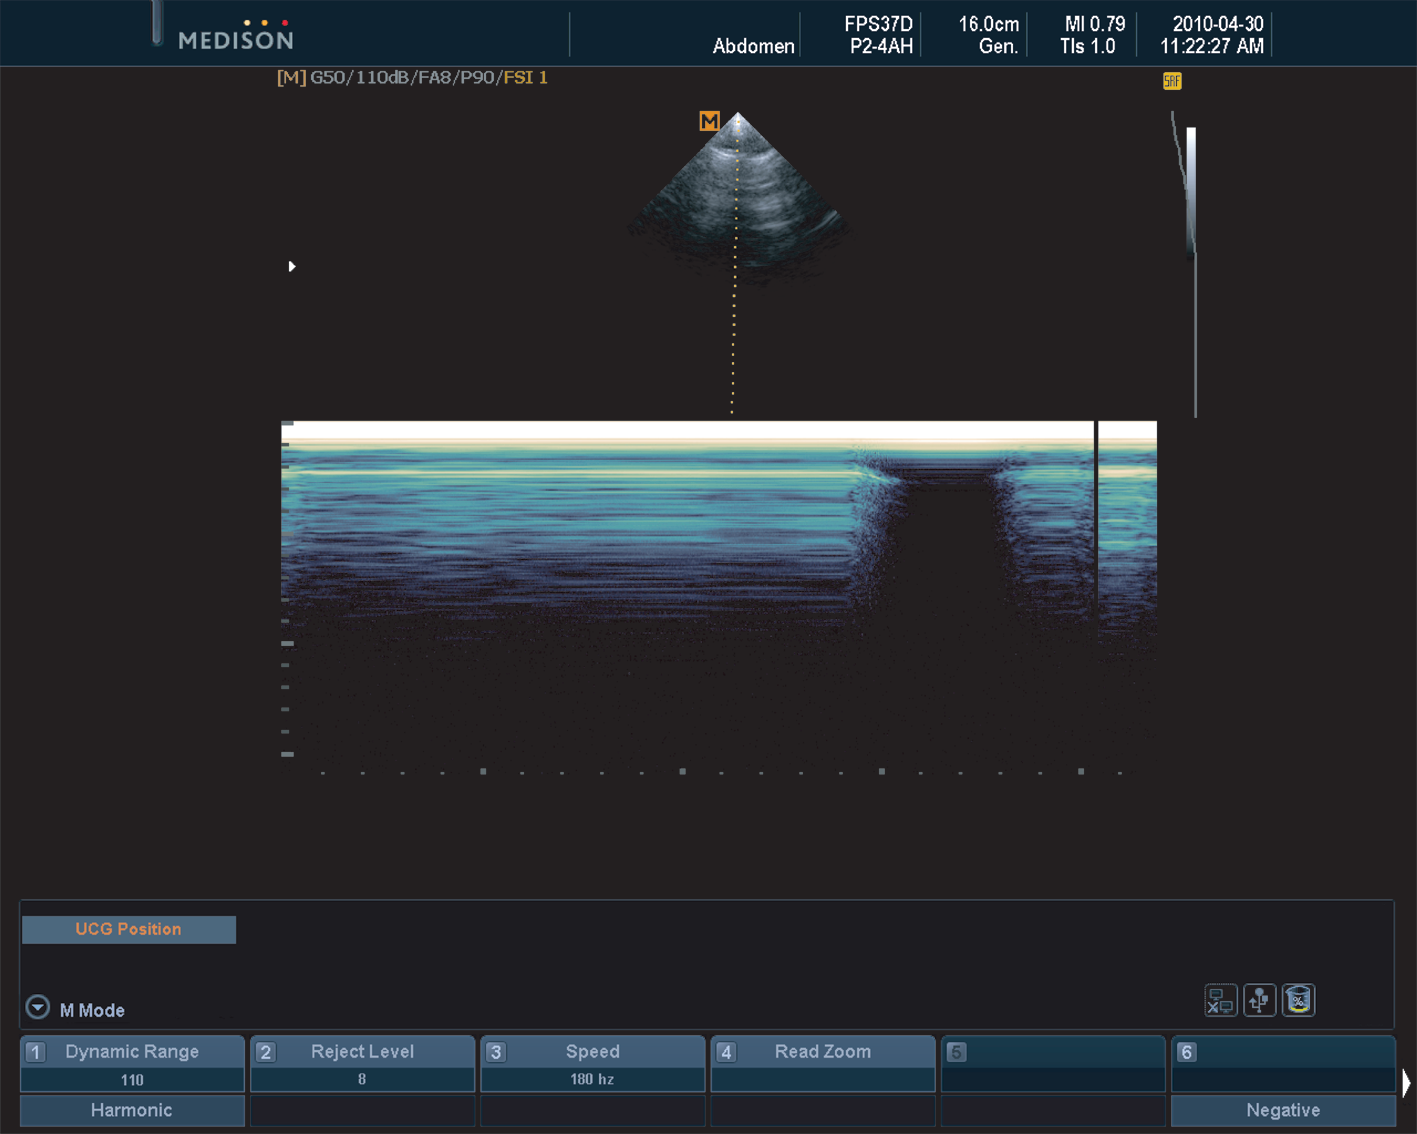 MEDISON
Abdomen
FPS37D
P2-4AH
16.0cm
Gen.
MI 0.79
TIs 1.0
2010-04-30
11:22:27 AM
[M] G50/110dB/FA8/P90/FSI 1
SRF
M
UCG Position
M Mode
X
%
1 Dynamic Range
110
Harmonic
2 Reject Level
8
3 Speed
180 hz
4 Read Zoom
5
6
Negative